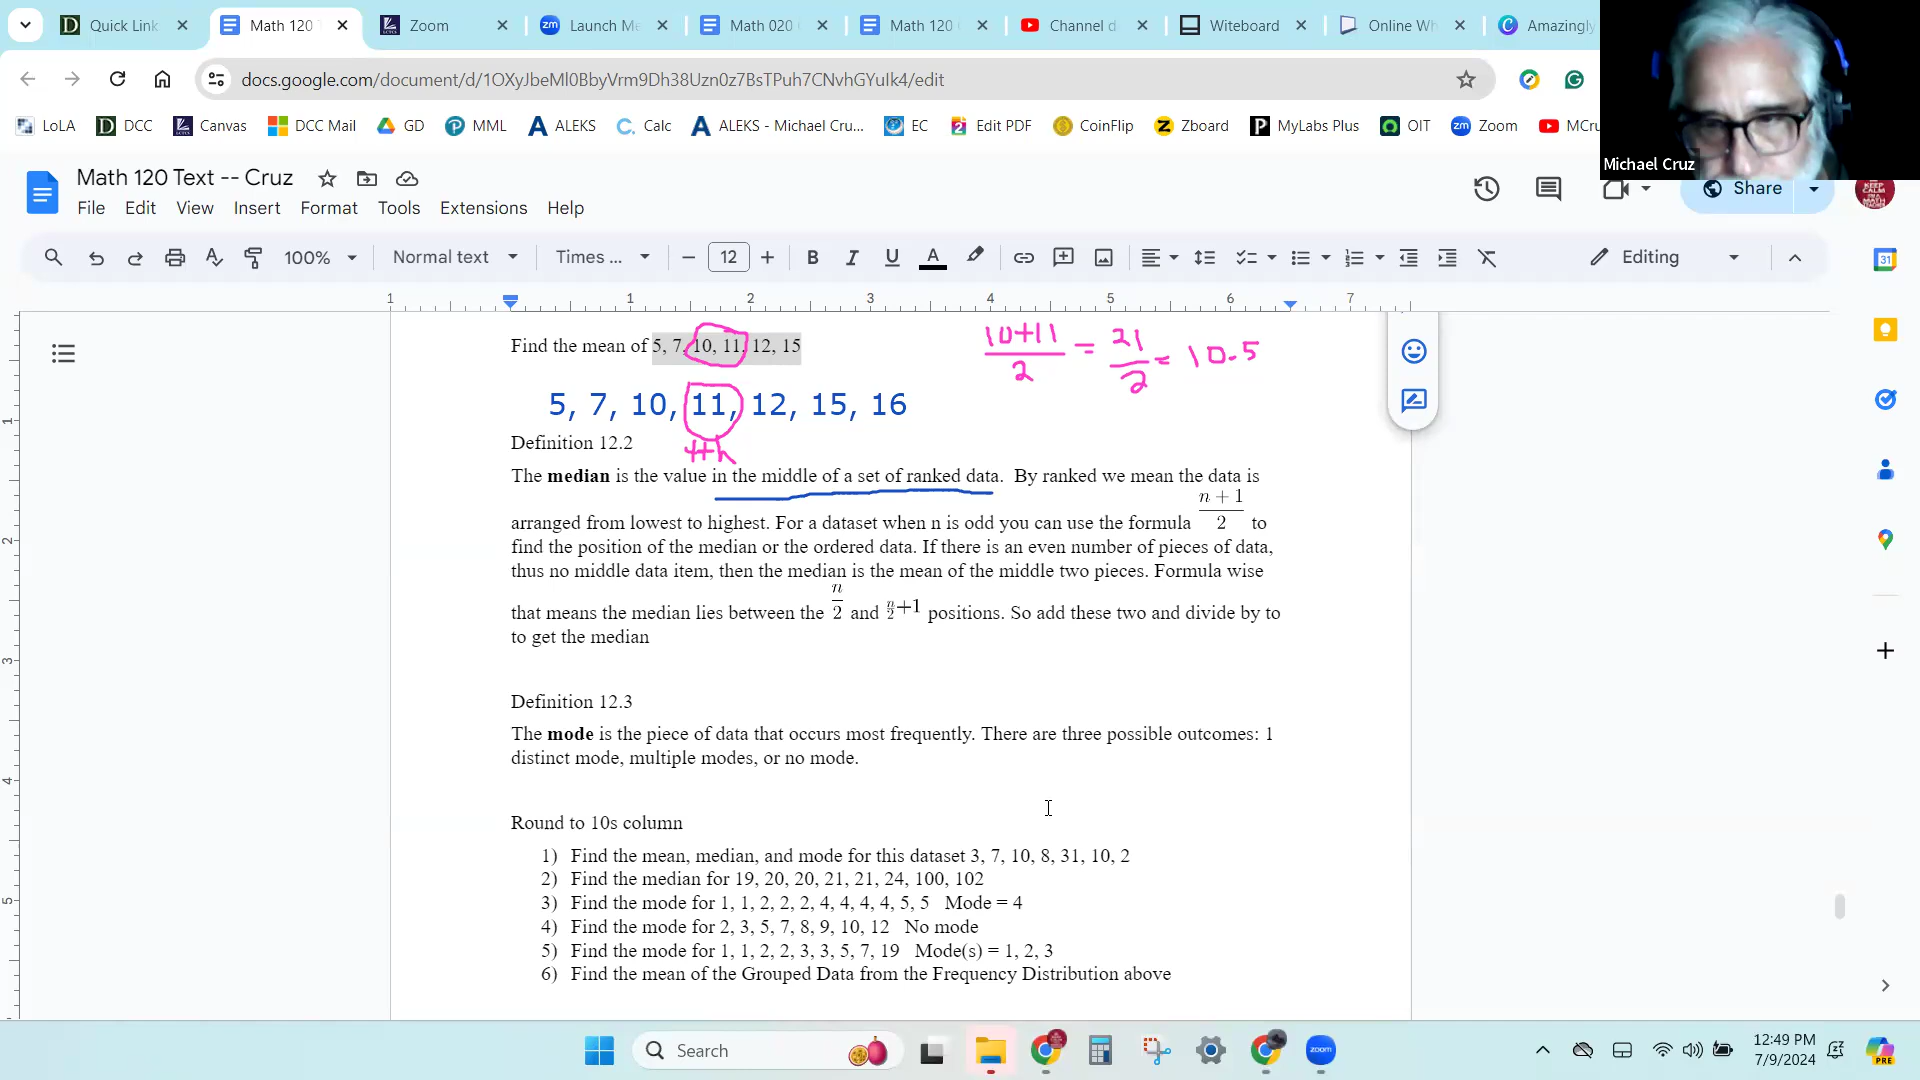 Quick Link
Math 120 T
Zoom
Launch Me
Math 020
Math 120
Channel d
Witeboard
Online Wh
Amazingly
docs.google.com/document/d/1OXyJbeMl0BbyVrm9Dh38Uzn0z7BsTPuh7CNvhGYuIk4/edit
LoLA DCC Canvas DCC Mail GD MML ALEKS Calc ALEKS - Michael Cru... EC Edit PDF CoinFlip Zboard MyLabs Plus OIT Zoom MCru
Michael Cruz
Math 120 Text -- Cruz
File Edit View Insert Format Tools Extensions Help
Share
100% Normal text Times ... 12 B I U A Editing
1 1 2 3 4 5 6 7
Find the mean of 5, 7, 10, 11, 12, 15
10+11/2 = 21/2 = 10.5
5, 7, 10, 11, 12, 15, 16
4th
Definition 12.2
The median is the value in the middle of a set of ranked data. By ranked we mean the data is
arranged from lowest to highest. For a dataset when n is odd you can use the formula n + 1/2 to
find the position of the median or the ordered data. If there is an even number of pieces of data,
thus no middle data item, then the median is the mean of the middle two pieces. Formula wise
that means the median lies between the n/2 and n/2+1 positions. So add these two and divide by to
to get the median
Definition 12.3
The mode is the piece of data that occurs most frequently. There are three possible outcomes: 1
distinct mode, multiple modes, or no mode.
Round to 10s column
1) Find the mean, median, and mode for this dataset 3, 7, 10, 8, 31, 10, 2
2) Find the median for 19, 20, 20, 21, 21, 24, 100, 102
3) Find the mode for 1, 1, 2, 2, 2, 4, 4, 4, 4, 5, 5 Mode = 4
4) Find the mode for 2, 3, 5, 7, 8, 9, 10, 12 No mode
5) Find the mode for 1, 1, 2, 2, 3, 3, 5, 7, 19 Mode(s) = 1, 2, 3
6) Find the mean of the Grouped Data from the Frequency Distribution above
1
2
3
4
5
Search
zoom
12:49 PM
7/9/2024
PRE